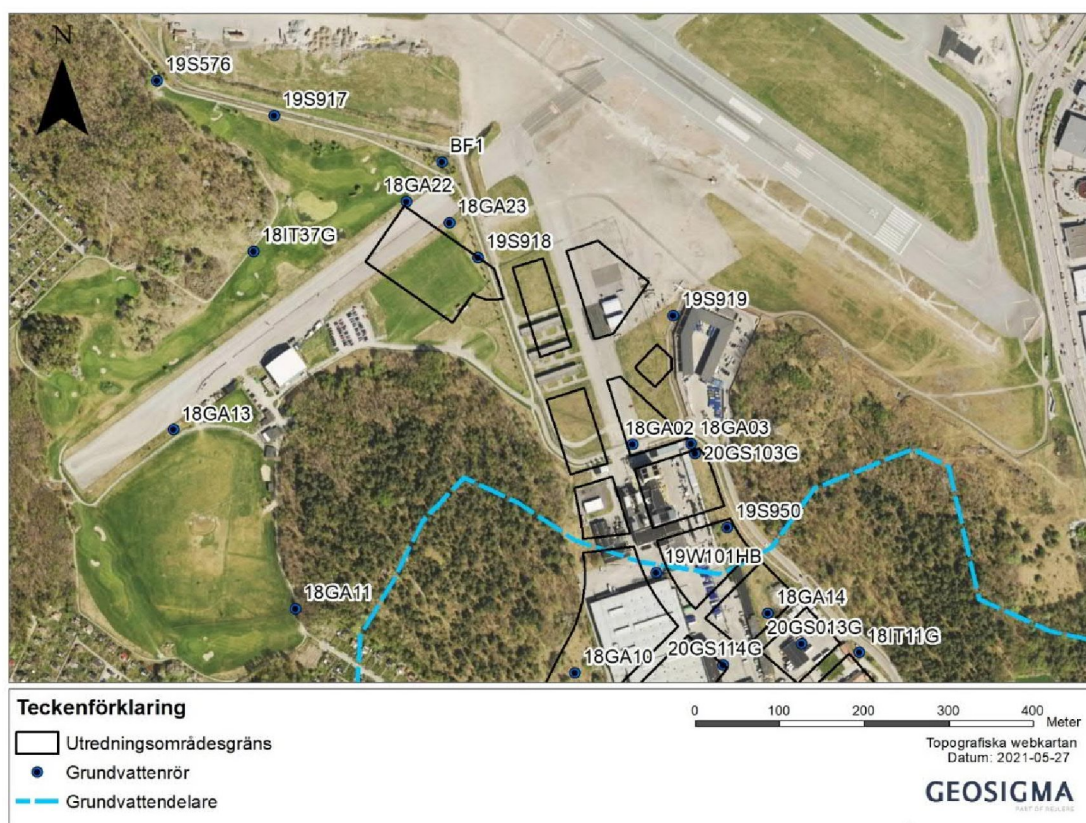 N
19S576
19S917
BF1
18GA22
18GA23
18IT37G
19S918
19S919
18GA13
18GA02
18GA03
20GS103G
19S950
19W101HB
18GA11
18GA14
20GS013G
18IT11G
20GS114G
18GA10
Teckenförklaring
Utredningsområdesgräns
Grundvattenrör
Grundvattendelare
0 100 200 300 400
Meter
Topografiska webkartan
Datum: 2021-05-27
GEOSIGMA
PART OF REJLERS